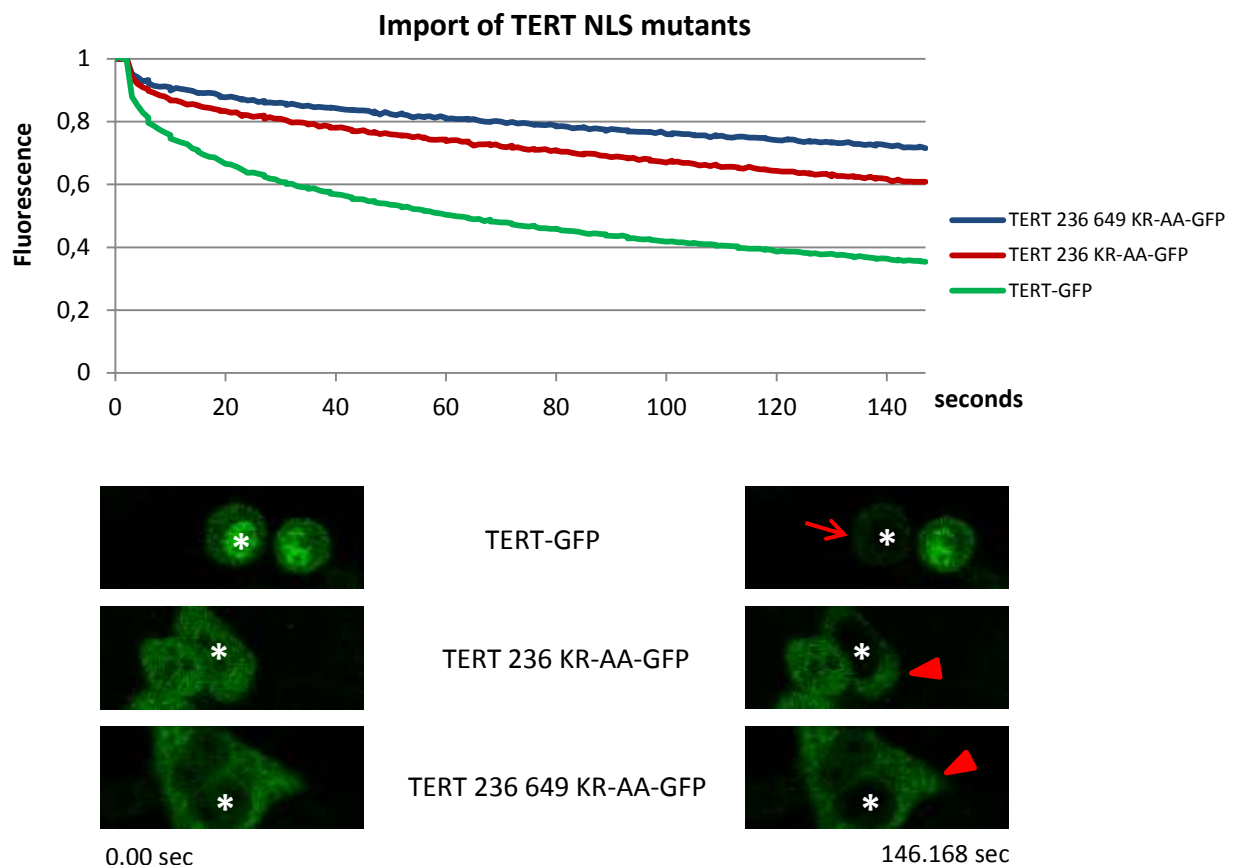 Import of TERT NLS mutants
1
0,8
0,6
0,4
0,2
0
Fluorescence
0 20 40 60 80 100 120 140
seconds
TERT 236 649 KR-AA-GFP
TERT 236 KR-AA-GFP
TERT-GFP
* TERT-GFP *
* TERT 236 KR-AA-GFP *
* TERT 236 649 KR-AA-GFP *
0.00 sec 146.168 sec